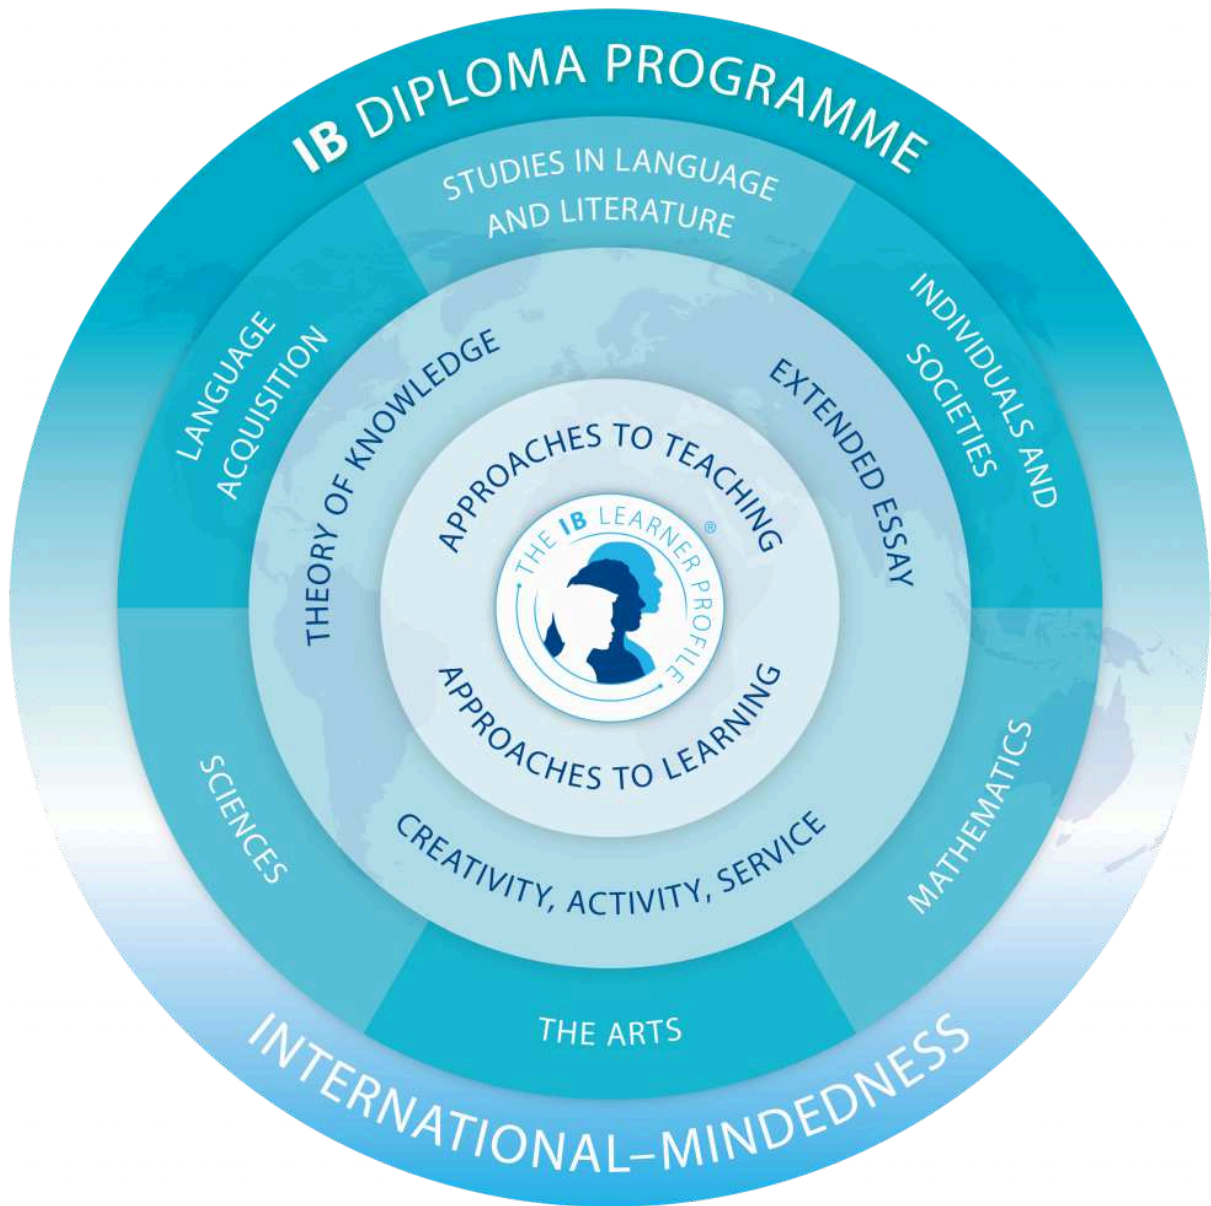 IB DIPLOMA PROGRAMME
STUDIES IN LANGUAGE
AND LITERATURE
LANGUAGE
ACQUISITION
INDIVIDUALS AND
SOCIETIES
THEORY OF KNOWLEDGE
EXTENDED ESSAY
APPROACHES TO TEACHING
THE IB LEARNER PROFILE
®
APPROACHES TO LEARNING
SCIENCES
MATHEMATICS
CREATIVITY, ACTIVITY, SERVICE
THE ARTS
INTERNATIONAL–MINDEDNESS